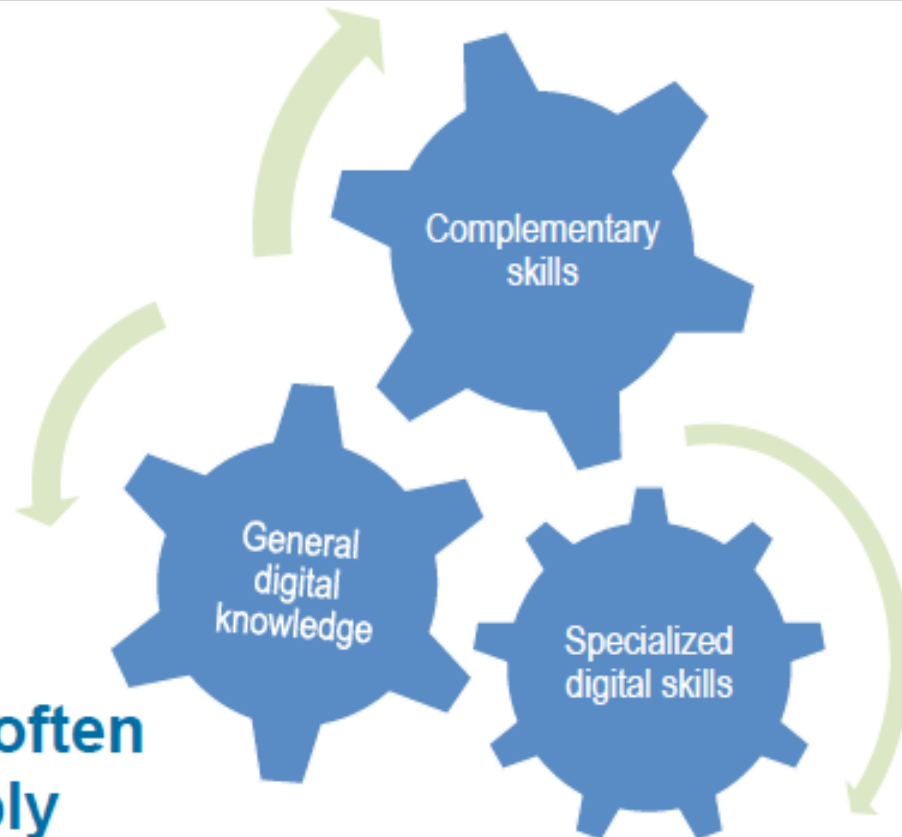 Complementary
skills
General
digital
knowledge
Specialized
digital skills
often